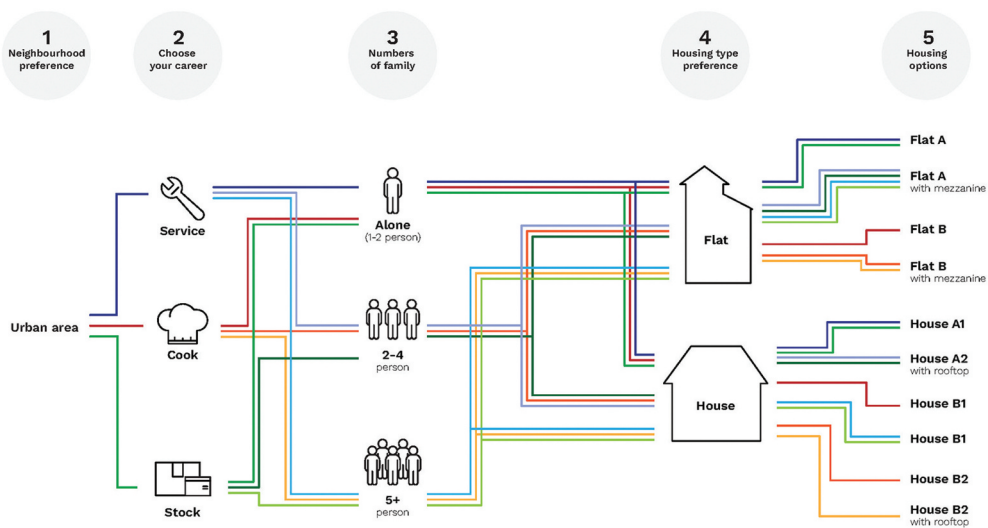 1
Neighbourhood
preference
2
Choose
your career
3
Numbers
of family
4
Housing type
preference
5
Housing
options
Urban area
Service
Cook
Stock
Alone
(1-2 person)
2-4
person
5+
person
Flat
House
Flat A
Flat A
with mezzanine
Flat B
Flat B
with mezzanine
House A1
House A2
with rooftop
House B1
House B1
House B2
House B2
with rooftop